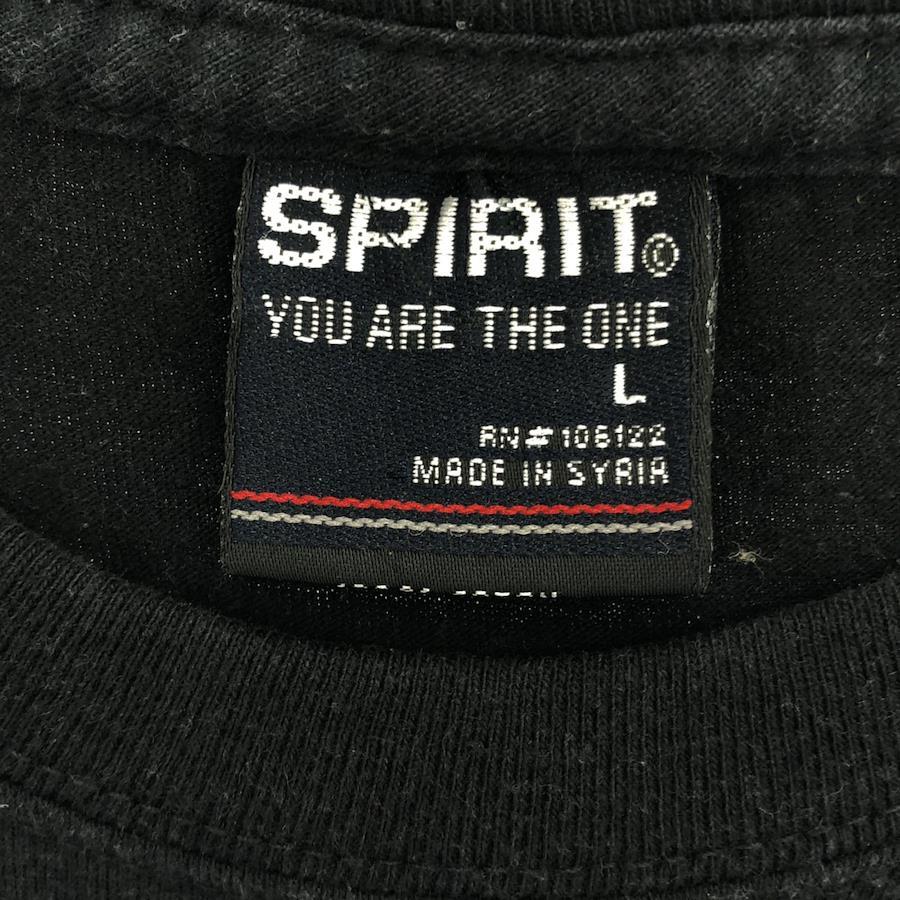 SPIRIT®
YOU ARE THE ONE
L
RN#106122
MADE IN SYRIA